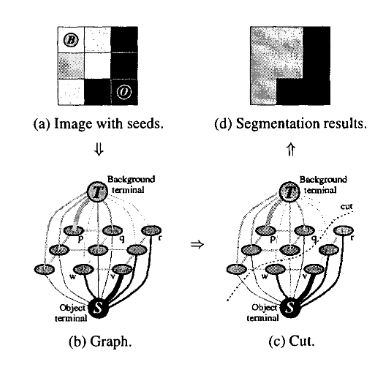 B
O
(a) Image with seeds.
(d) Segmentation results.
⇓
⇑
Background
terminal
T
p
q
r
w
v
S
Object
terminal
(b) Graph.
⇒
Background
terminal
T
cut
p
q
r
w
v
S
Object
terminal
(c) Cut.